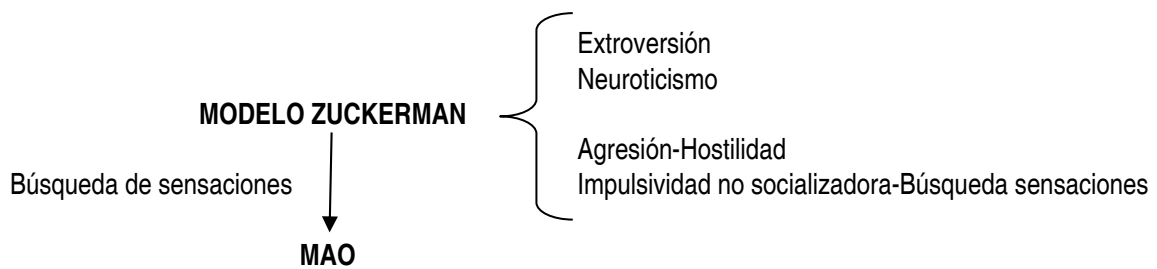 Extroversión
Neuroticismo
MODELO ZUCKERMAN
Agresión-Hostilidad
Búsqueda de sensaciones
Impulsividad no socializadora-Búsqueda sensaciones
MAO